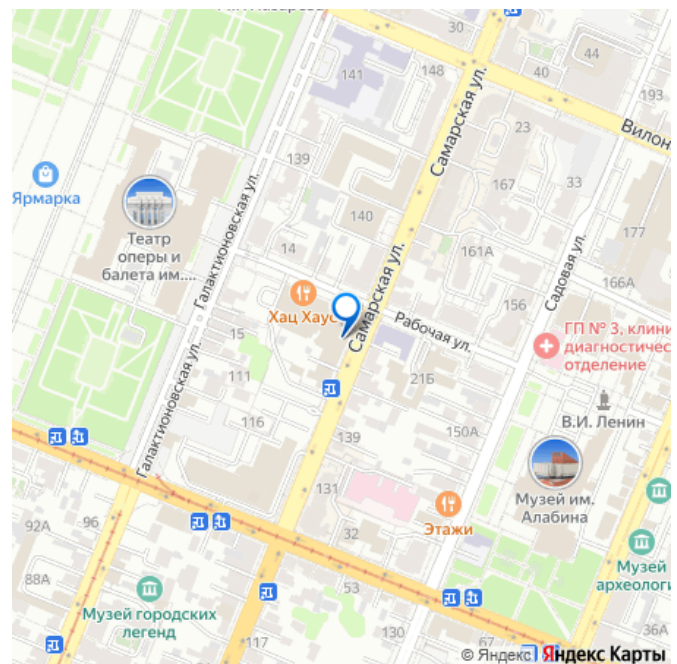 30
44
141
148
40
193
Самарская ул.
23
Вилон
Ярмарка
139
167
33
Театр
оперы и
балета им....
140
177
Галактионовская ул.
14
161А
Садовая ул.
166А
Хац Хаус
Самарская ул.
156
Рабочая ул.
15
ГП № 3, клини
диагностичес
отделение
111
21Б
Галактионовская ул.
116
139
150А
В.И. Ленин
131
Музей им.
Алабина
92А
96
32
Этажи
Музей
археологи
88А
53
Музей городских
легенд
117
130
67
36А
© Яндекс
Яндекс Карты